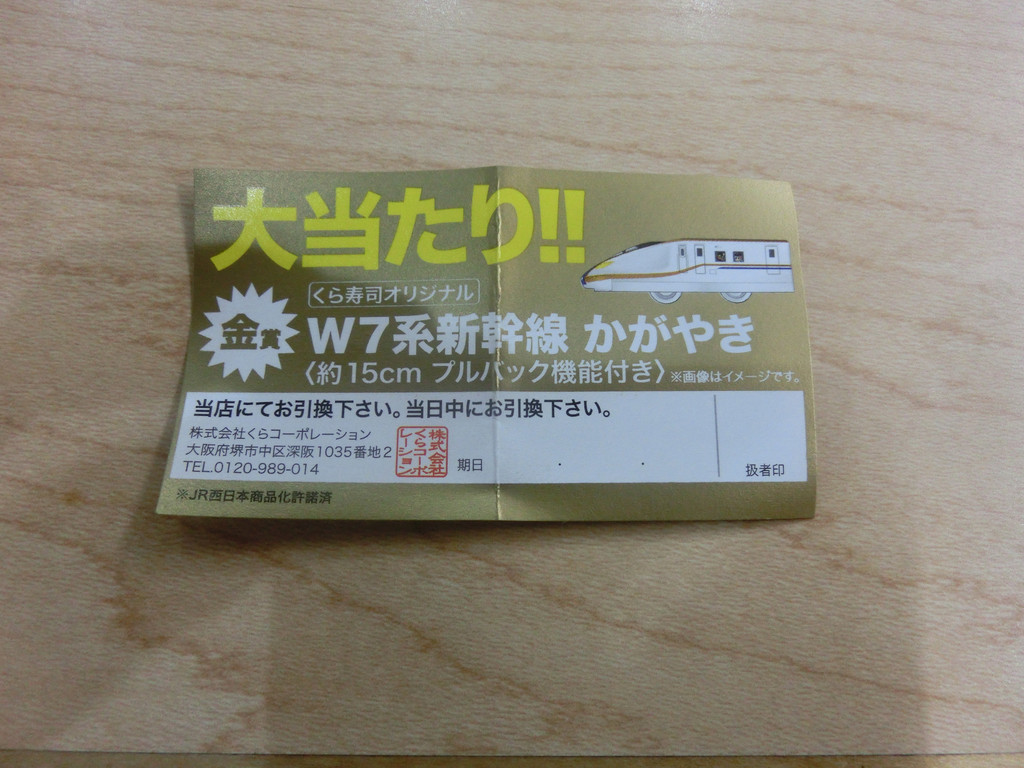 大当たり!!
くら寿司オリジナル
金賞
W7系新幹線 かがやき
〈約15cm プルバック機能付き〉※画像はイメージです。
当店にてお引換下さい。当日中にお引換下さい。
株式会社くらコーポレーション
大阪府堺市中区深阪1035番地2
TEL.0120-989-014
株式会社
くらコーポ
レーション
期日 . .
扱者印
※JR西日本商品化許諾済